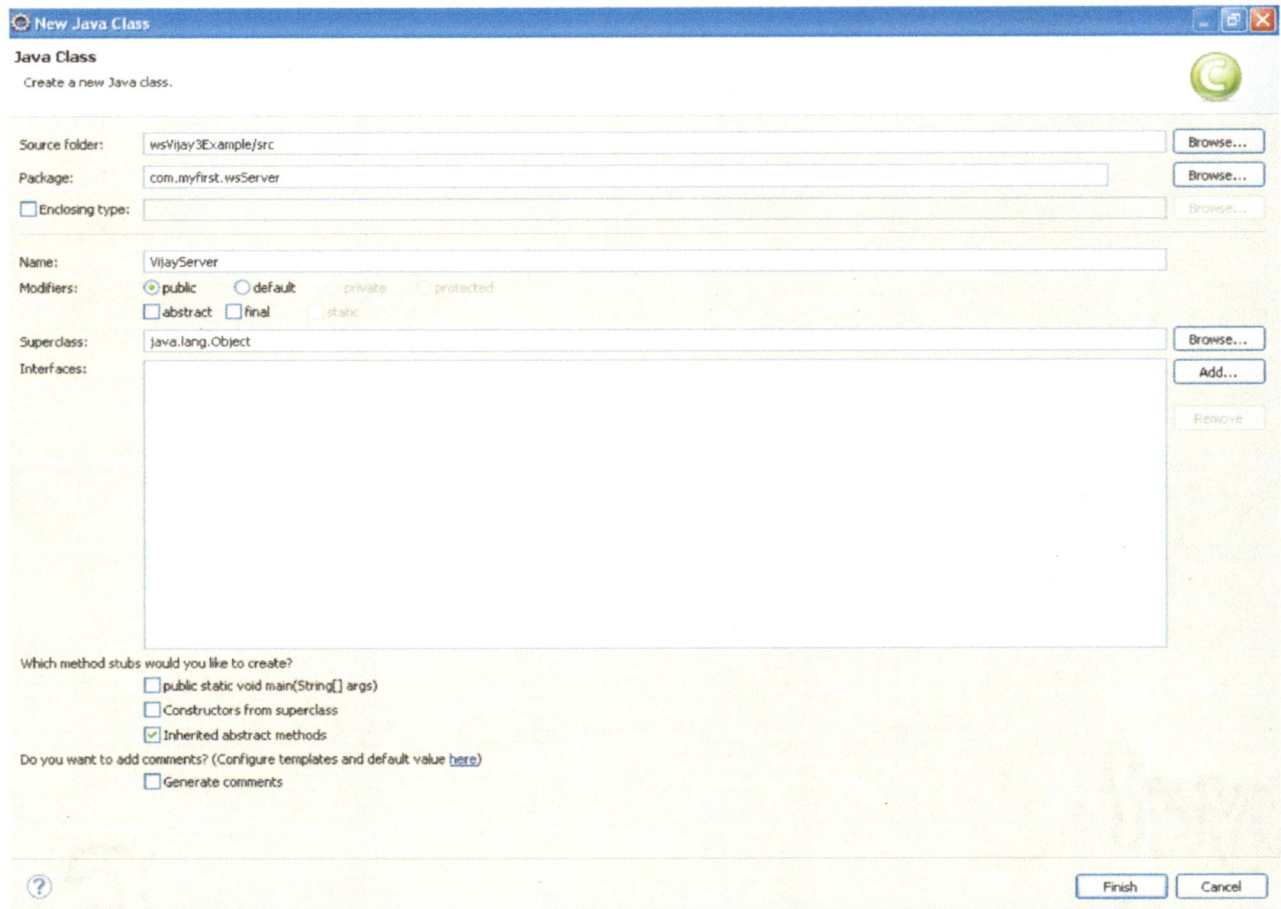 New Java Class
Java Class
Create a new Java class.
Source folder: wsVijay3Example/src Browse...
Package: com.myfirst.wsServer Browse...
Enclosing type: Browse...
Name: VijayServer
Modifiers: public default private protected
abstract final static
Superclass: java.lang.Object Browse...
Interfaces: Add...
Remove
Which method stubs would you like to create?
public static void main(String[] args)
Constructors from superclass
Inherited abstract methods
Do you want to add comments? (Configure templates and default value here)
Generate comments
? Finish Cancel